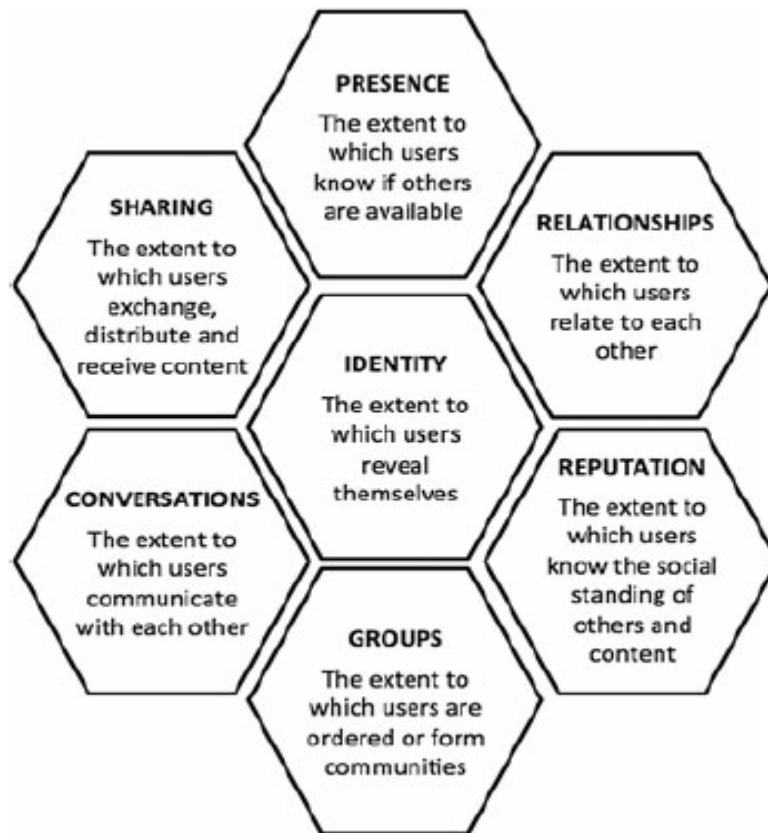 PRESENCE
The extent to
which users
know if others
are available
SHARING
The extent to
which users
exchange,
distribute and
receive content
RELATIONSHIPS
The extent to
which users
relate to each
other
IDENTITY
The extent to
which users
reveal
themselves
CONVERSATIONS
The extent to
which users
communicate
with each other
REPUTATION
The extent to
which users
know the social
standing of
others and
content
GROUPS
The extent to
which users are
ordered or form
communities